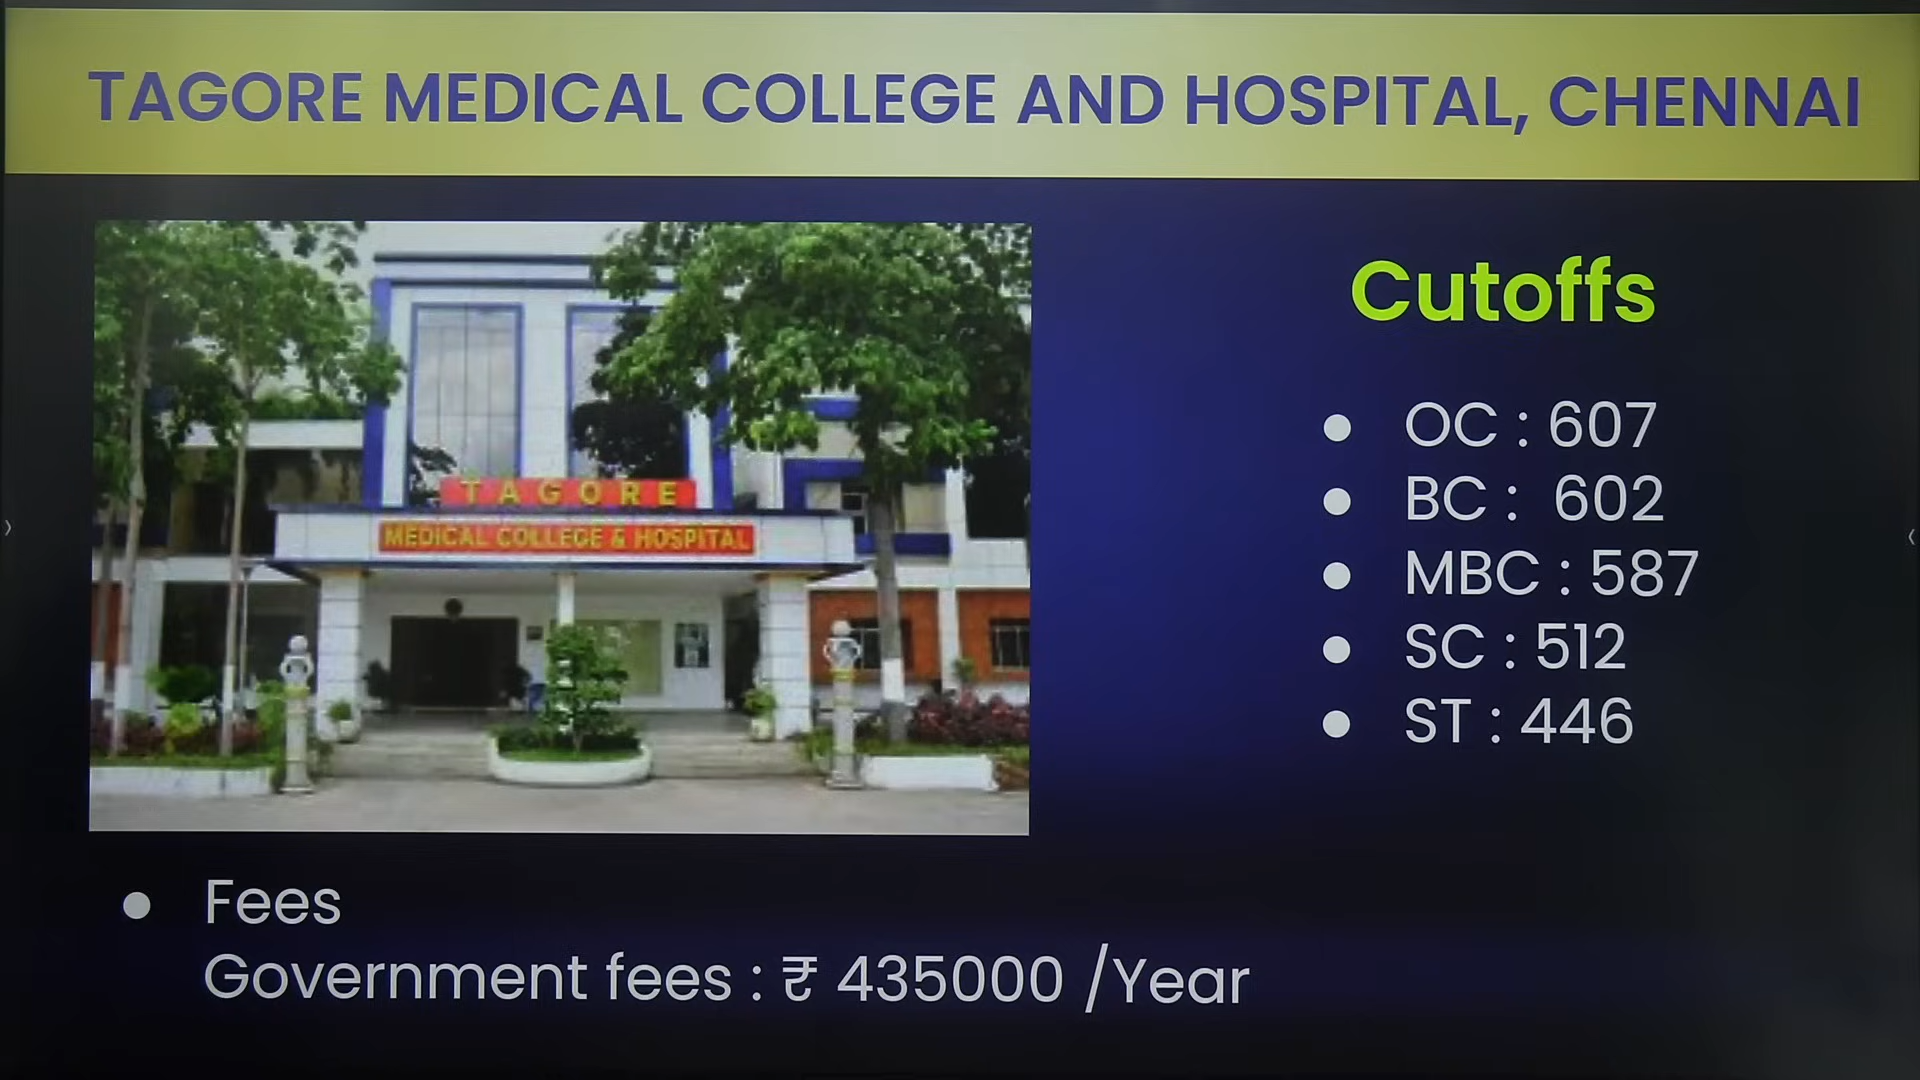 TAGORE MEDICAL COLLEGE AND HOSPITAL, CHENNAI
TAGORE
MEDICAL COLLEGE & HOSPITAL
Cutoffs
● OC : 607
● BC : 602
● MBC : 587
● SC : 512
● ST : 446
● Fees
Government fees : ₹ 435000 /Year